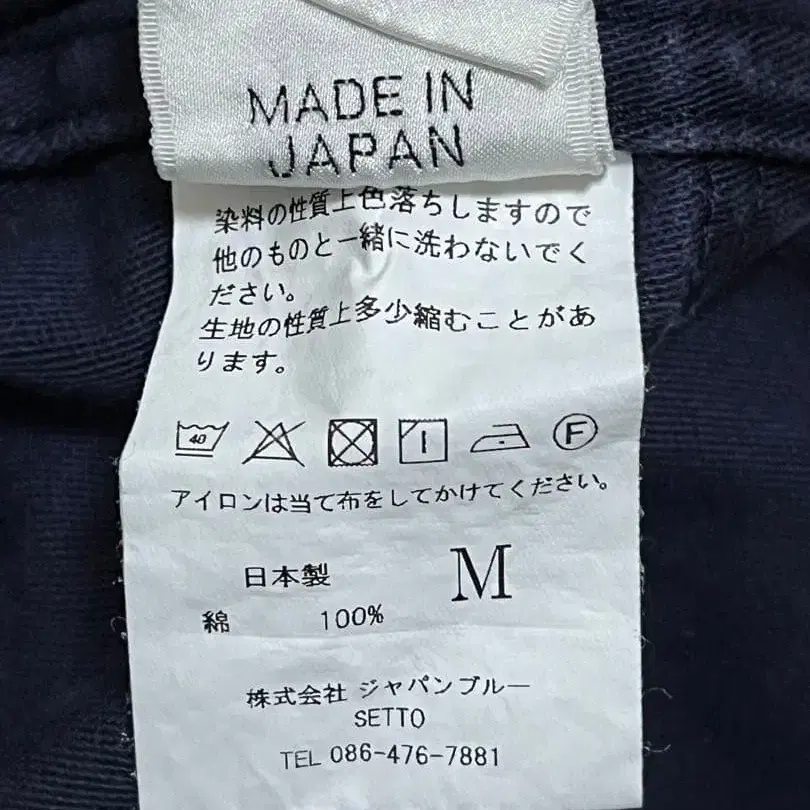 MADE IN
JAPAN
染料の性質上色落ちしますので
他のものと一緒に洗わないでく
ださい。
生地の性質上多少縮むことがあ
ります。
40 F
アイロンは当て布をしてかけてください。
日本製 M
綿 100%
株式会社 ジャパンブルー
SETTO
TEL 086-476-7881